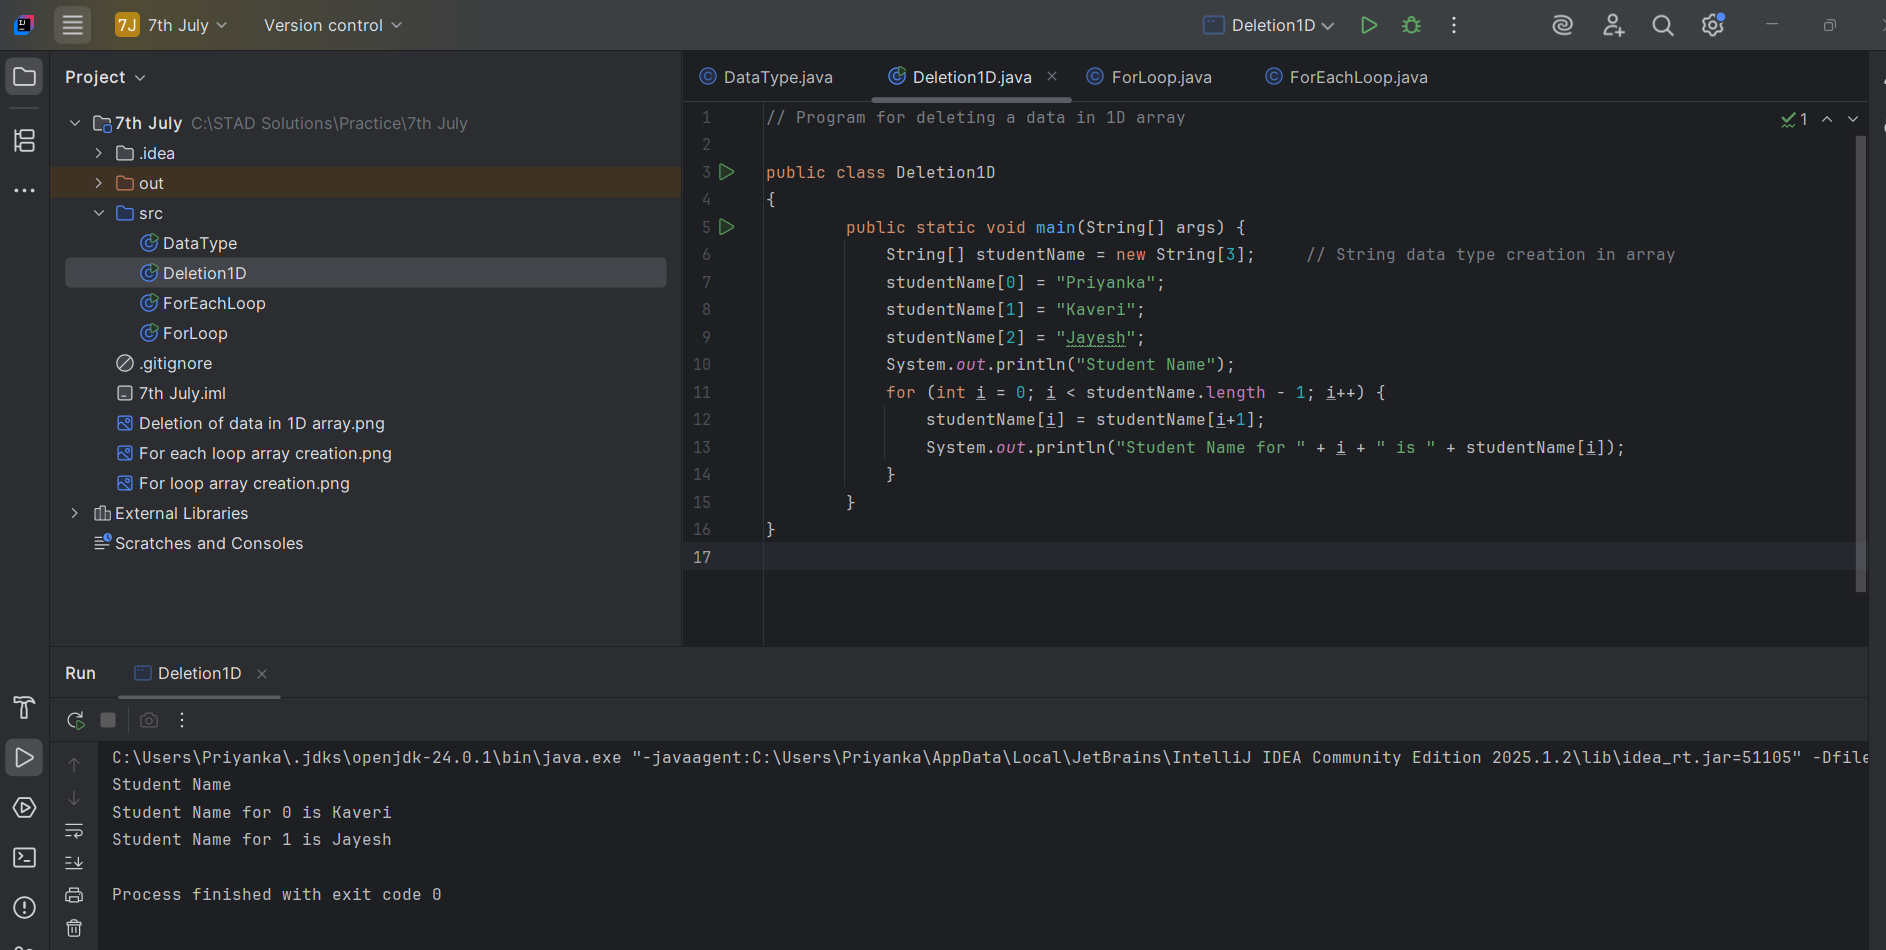 7J 7th July Version control Deletion1D
Project
7th July C:\STAD Solutions\Practice\7th July
.idea
out
src
DataType
Deletion1D
ForEachLoop
ForLoop
.gitignore
7th July.iml
Deletion of data in 1D array.png
For each loop array creation.png
For loop array creation.png
External Libraries
Scratches and Consoles
DataType.java Deletion1D.java ForLoop.java ForEachLoop.java
1 // Program for deleting a data in 1D array 1
2
3 public class Deletion1D
4 {
5 public static void main(String[] args) {
6 String[] studentName = new String[3]; // String data type creation in array
7 studentName[0] = "Priyanka";
8 studentName[1] = "Kaveri";
9 studentName[2] = "Jayesh";
10 System.out.println("Student Name");
11 for (int i = 0; i < studentName.length - 1; i++) {
12 studentName[i] = studentName[i+1];
13 System.out.println("Student Name for " + i + " is " + studentName[i]);
14 }
15 }
16 }
17
Run Deletion1D
C:\Users\Priyanka\.jdks\openjdk-24.0.1\bin\java.exe "-javaagent:C:\Users\Priyanka\AppData\Local\JetBrains\IntelliJ IDEA Community Edition 2025.1.2\lib\idea_rt.jar=51105" -Dfile
Student Name
Student Name for 0 is Kaveri
Student Name for 1 is Jayesh
Process finished with exit code 0